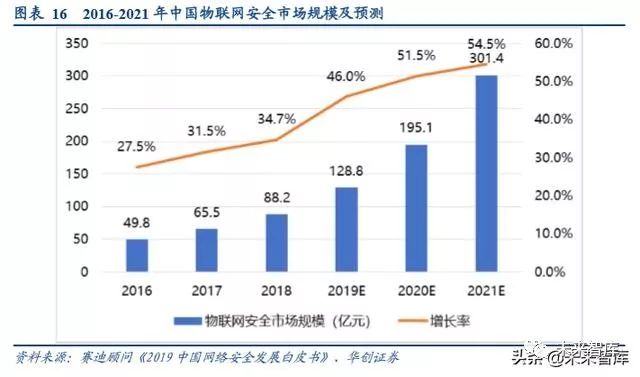 图表 16 2016-2021 年中国物联网安全市场规模及预测
350 54.5% 60.0%
300 51.5% 301.4 50.0%
250 46.0% 40.0%
200 27.5% 31.5% 34.7% 195.1 30.0%
150 128.8
100 49.8 65.5 88.2 20.0%
50 10.0%
0 0.0%
2016 2017 2018 2019E 2020E 2021E
物联网安全市场规模（亿元） 增长率
资料来源：赛迪顾问《2019 中国网络安全发展白皮书》、华创证券
未来智库
头条@未来智库